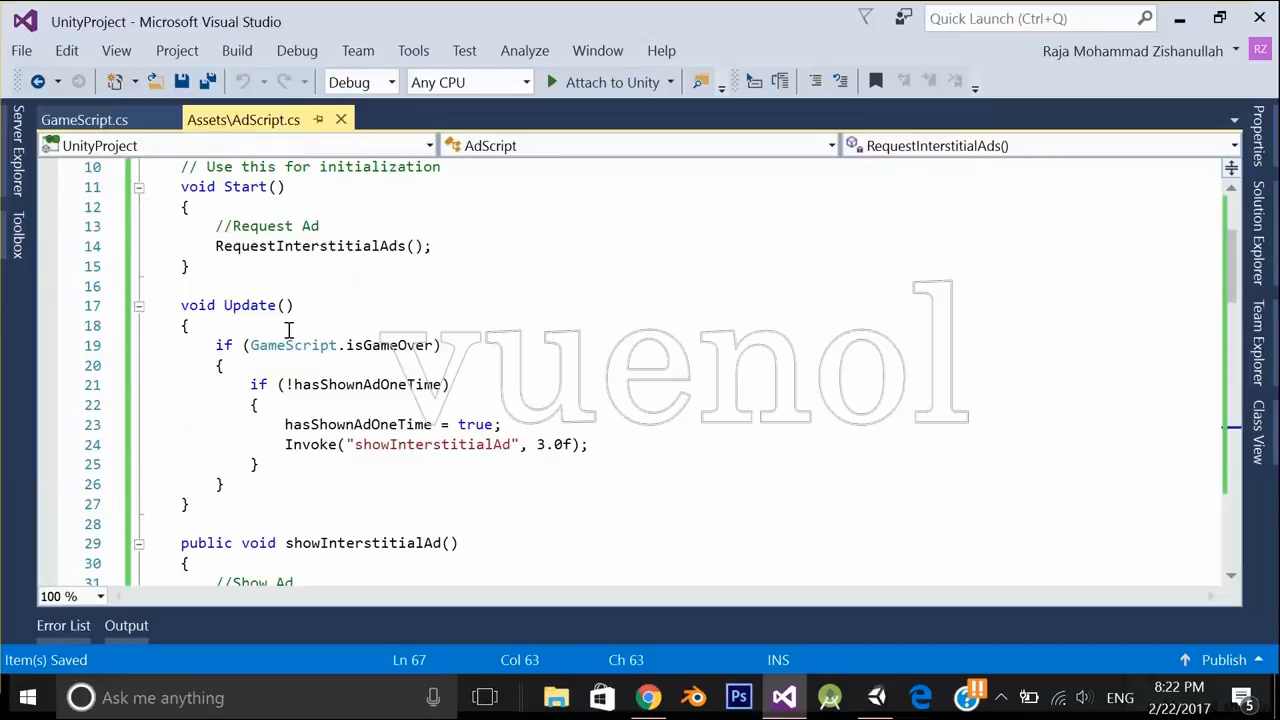 UnityProject - Microsoft Visual Studio
Quick Launch (Ctrl+Q)
File Edit View Project Build Debug Team Tools Test Analyze Window Help
Raja Mohammad Zishanullah RZ
Debug Any CPU Attach to Unity
GameScript.cs Assets\AdScript.cs
UnityProject AdScript RequestInterstitialAds()
Server Explorer
Toolbox
Properties
Solution Explorer
Team Explorer
Class View
10 // Use this for initialization
11 void Start()
12 {
13 //Request Ad
14 RequestInterstitialAds();
15 }
16
17 void Update()
18 {
19 if (GameScript.isGameOver)
20 {
21 if (!hasShownAdOneTime)
22 {
23 hasShownAdOneTime = true;
24 Invoke("showInterstitialAd", 3.0f);
25 }
26 }
27 }
28
29 public void showInterstitialAd()
30 {
31 //Show Ad
vuenol
100 %
Error List Output
Item(s) Saved Ln 67 Col 63 Ch 63 INS Publish
Ask me anything
ENG
8:22 PM
2/22/2017
5